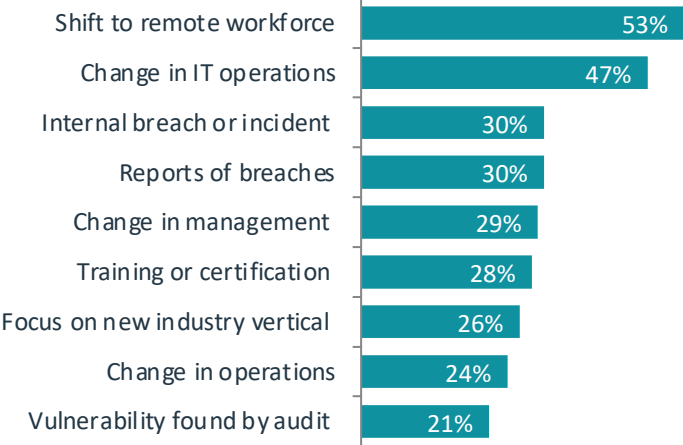 Shift to remote workforce 53%
Change in IT operations 47%
Internal breach or incident 30%
Reports of breaches 30%
Change in management 29%
Training or certification 28%
Focus on new industry vertical 26%
Change in operations 24%
Vulnerability found by audit 21%